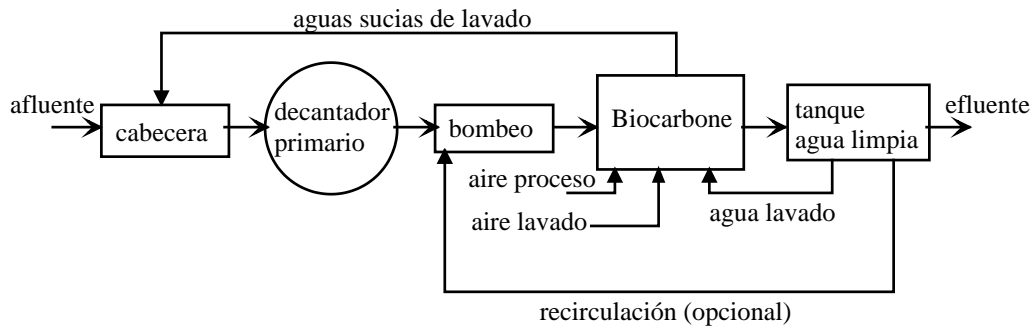 aguas sucias de lavado
afluente
cabecera
decantador
primario
bombeo
Biocarbone
tanque
agua limpia
efluente
aire proceso
aire lavado
agua lavado
recirculación (opcional)